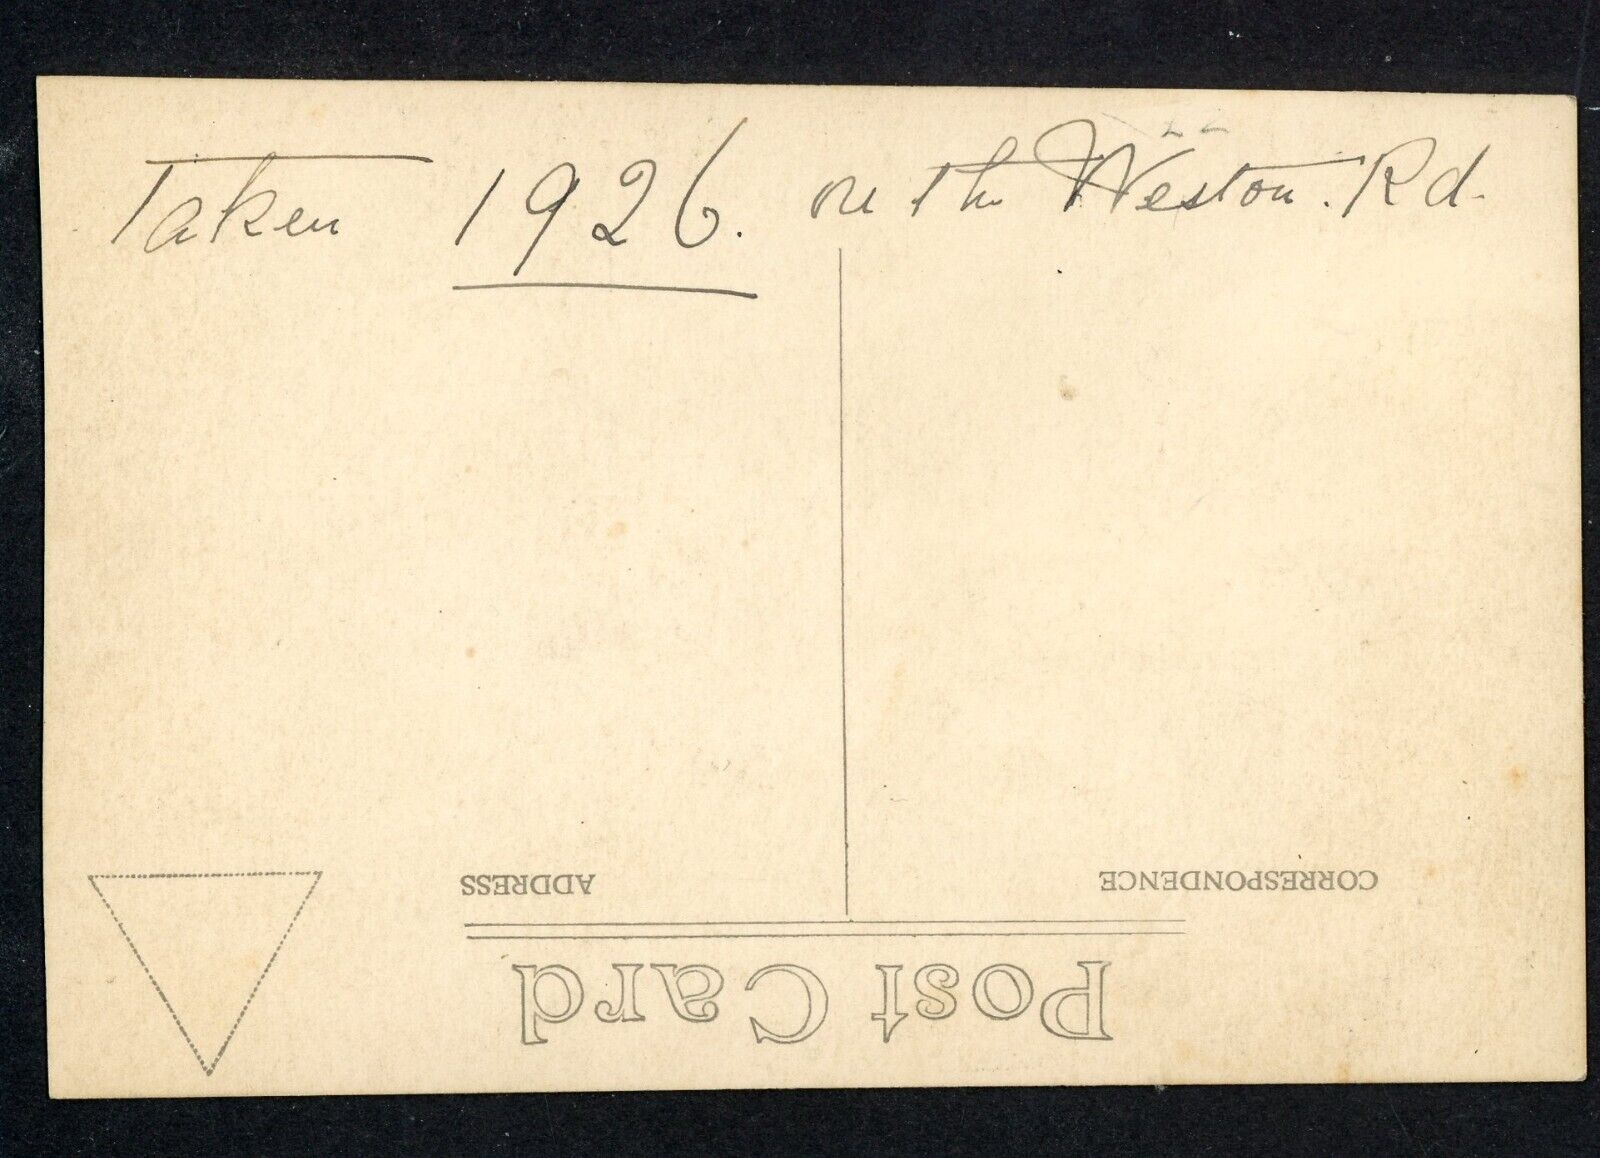 Taken 1926. on the Weston. Rd.
ADDRESS
CORRESPONDENCE
Post Card